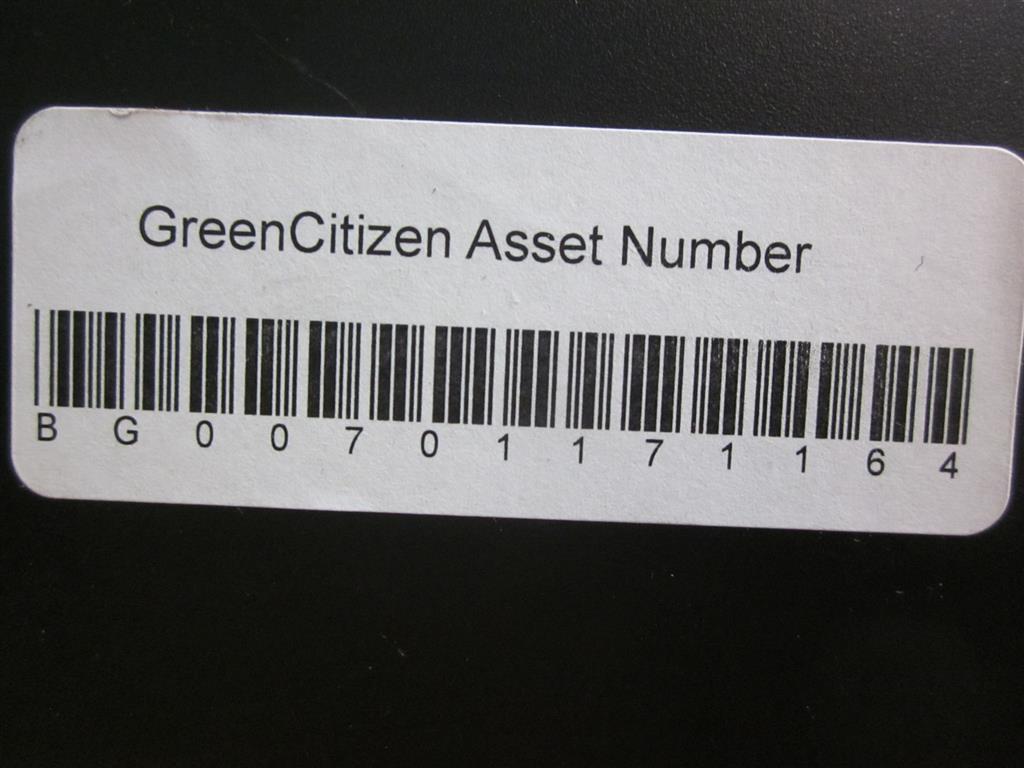 GreenCitizen Asset Number
B G 0 0 7 0 1 1 7 1 1 6 4